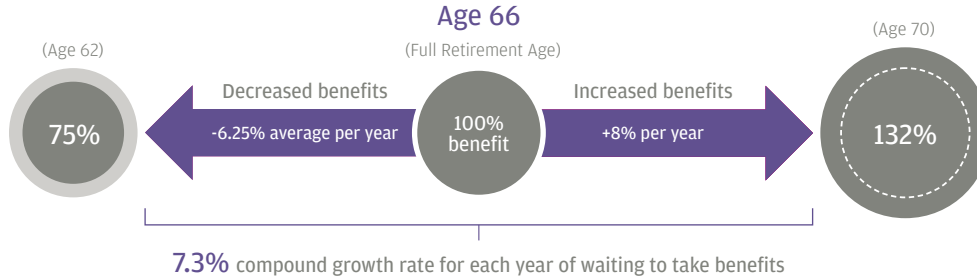 Age 66
(Full Retirement Age)
(Age 62)
(Age 70)
Decreased benefits
Increased benefits
75%
-6.25% average per year
100%
benefit
+8% per year
132%
7.3% compound growth rate for each year of waiting to take benefits